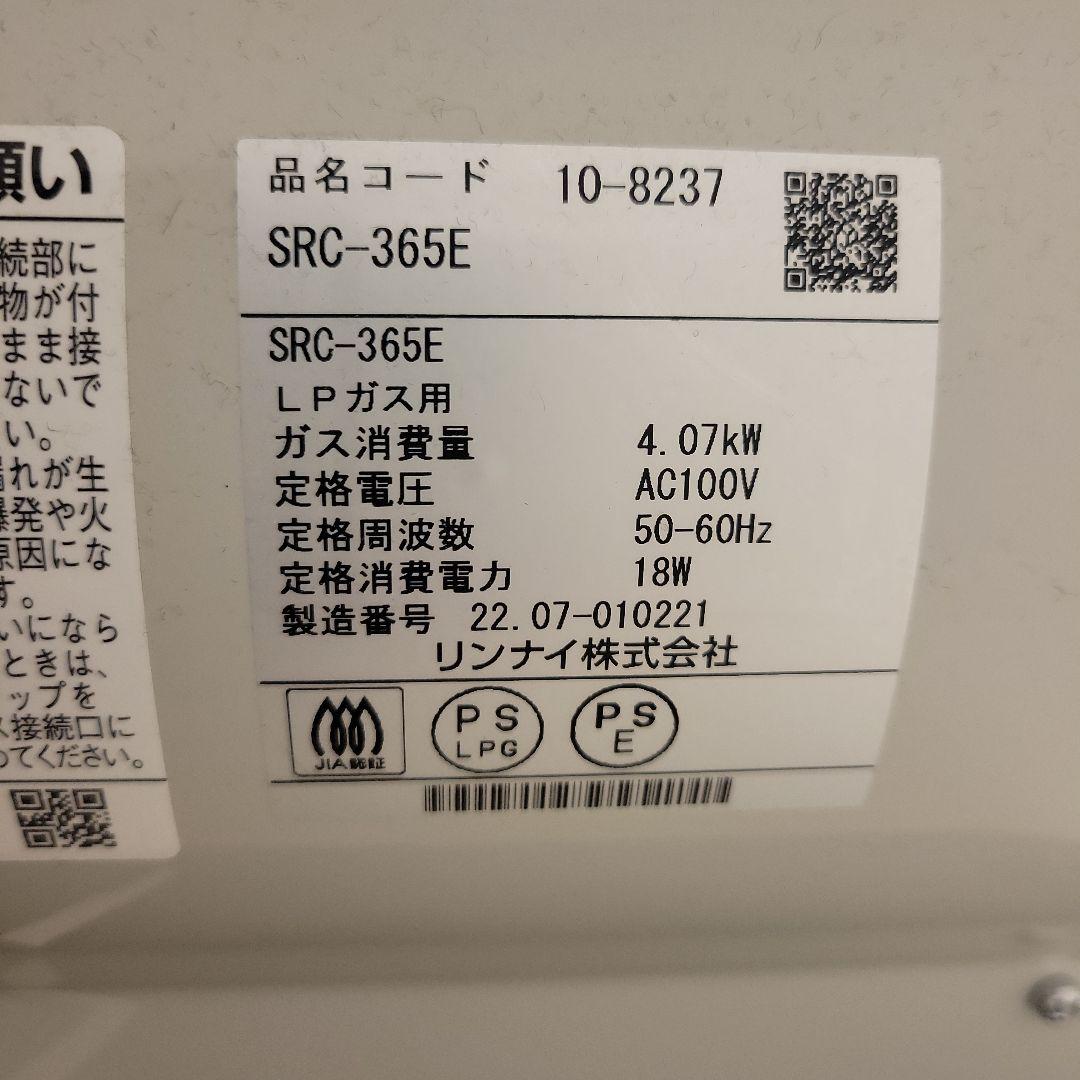 願い
続部に
物が付
まま接
ないで
い。
漏れが生
爆発や火
原因にな
す。
いになら
ときは、
ップを
ス接続口に
ってください。
品名コード 10-8237
SRC-365E
SRC-365E
LPガス用
ガス消費量 4.07kW
定格電圧 AC100V
定格周波数 50-60Hz
定格消費電力 18W
製造番号 22.07-010221
リンナイ株式会社
JIA認証
PS
LPG
PS
E